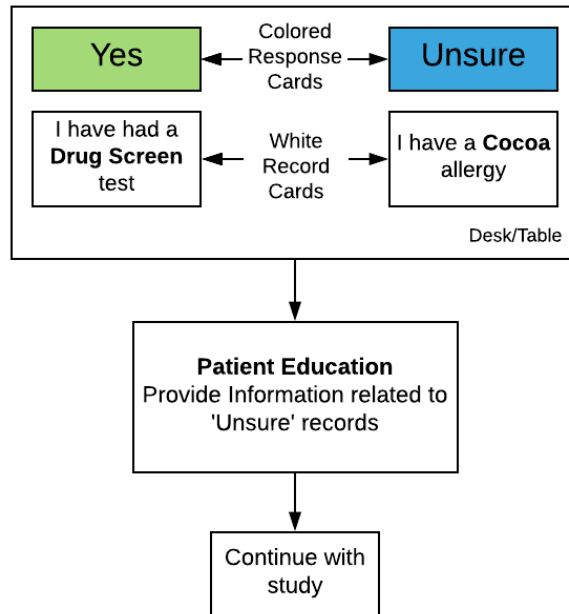 Yes
Colored
Response
Cards
Unsure
I have had a
Drug Screen
test
White
Record
Cards
I have a Cocoa
allergy
Desk/Table
Patient Education
Provide Information related to
'Unsure' records
Continue with
study